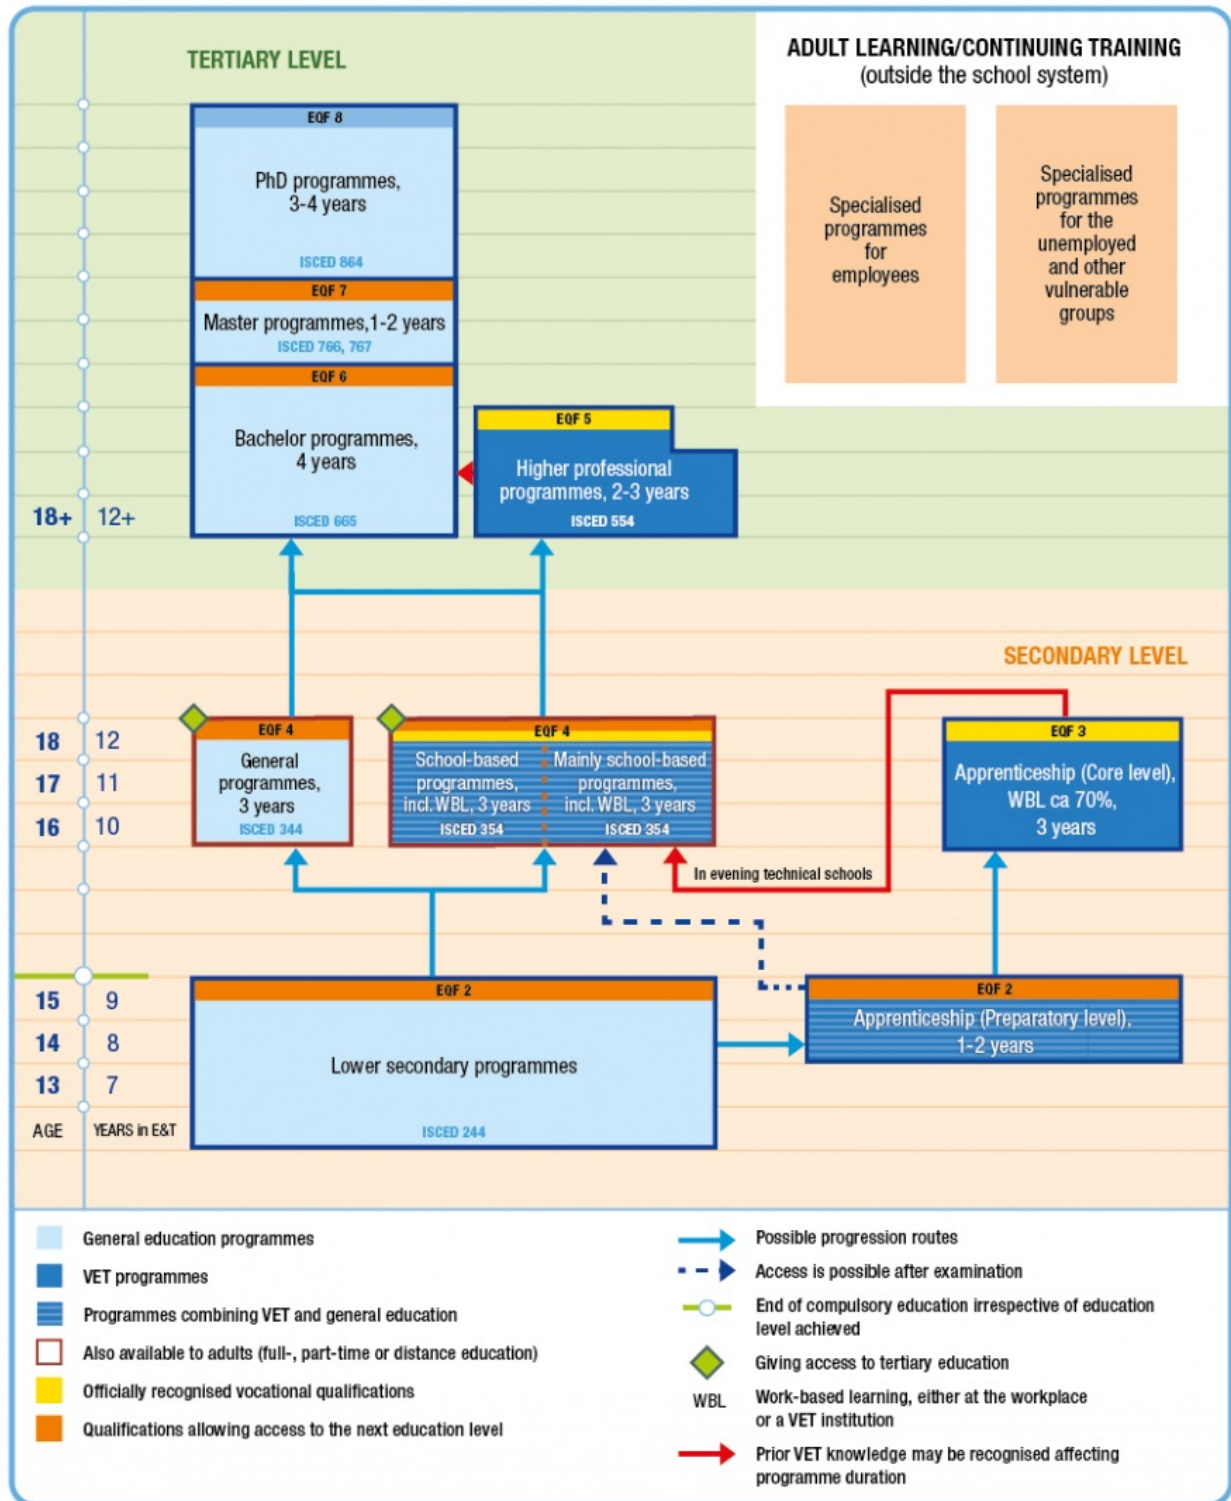 TERTIARY LEVEL
ADULT LEARNING/CONTINUING TRAINING
(outside the school system)
Specialised
programmes
for
employees
Specialised
programmes
for the
unemployed
and other
vulnerable
groups
EQF 8
PhD programmes,
3-4 years
ISCED 864
EQF 7
Master programmes,1-2 years
ISCED 766, 767
EQF 6
Bachelor programmes,
4 years
ISCED 665
EQF 5
Higher professional
programmes, 2-3 years
ISCED 554
18+ 12+
SECONDARY LEVEL
18 12
17 11
16 10
EQF 4
General
programmes,
3 years
ISCED 344
EQF 4
School-based
programmes,
incl. WBL, 3 years
ISCED 354
Mainly school-based
programmes,
incl. WBL, 3 years
ISCED 354
EQF 3
Apprenticeship (Core level),
WBL ca 70%,
3 years
In evening technical schools
15 9
14 8
13 7
AGE YEARS in E&T
EQF 2
Lower secondary programmes
ISCED 244
EQF 2
Apprenticeship (Preparatory level),
1-2 years
General education programmes
VET programmes
Programmes combining VET and general education
Also available to adults (full-, part-time or distance education)
Officially recognised vocational qualifications
Qualifications allowing access to the next education level
Possible progression routes
Access is possible after examination
End of compulsory education irrespective of education
level achieved
Giving access to tertiary education
WBL Work-based learning, either at the workplace
or a VET institution
Prior VET knowledge may be recognised affecting
programme duration